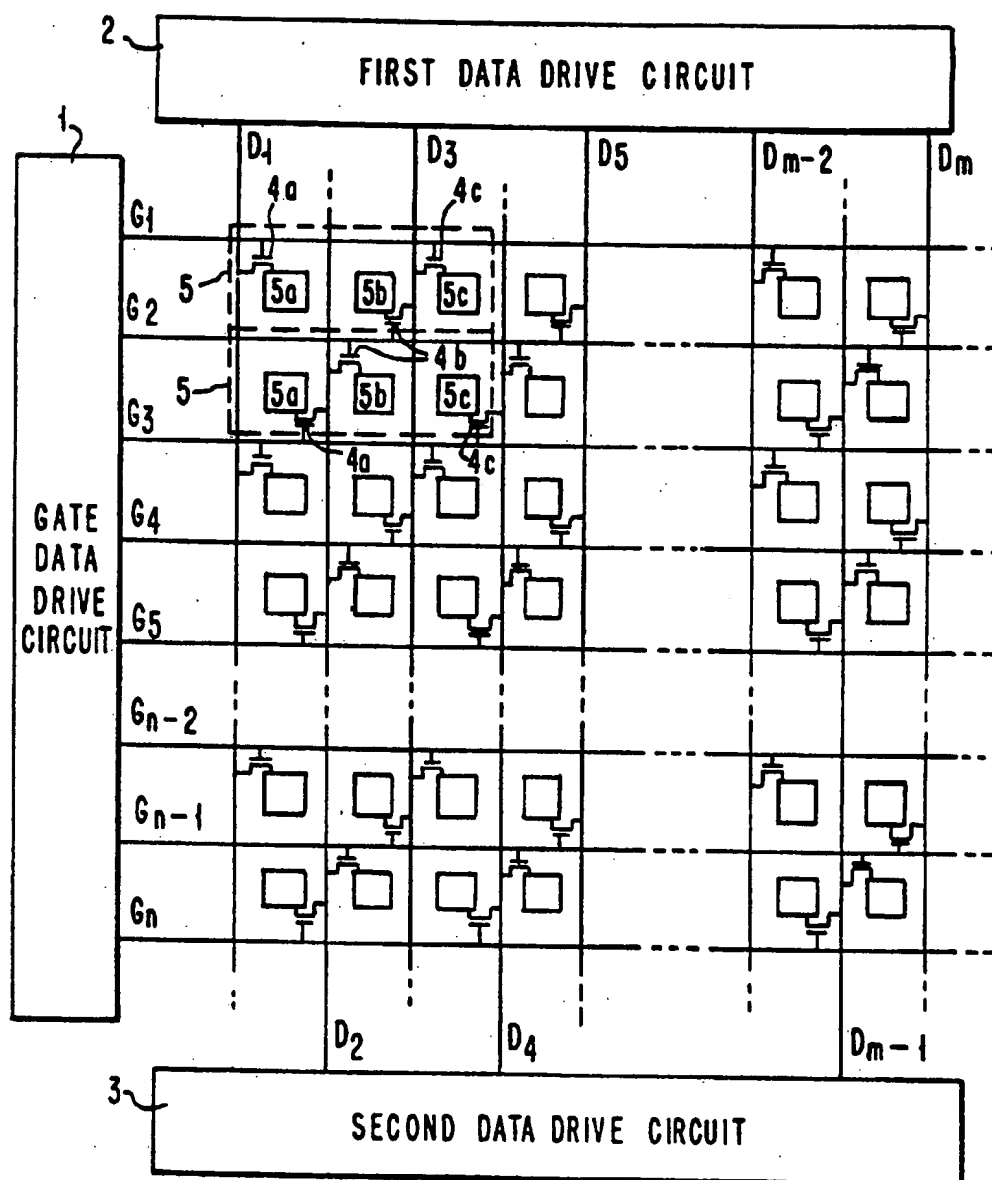 2
FIRST DATA DRIVE CIRCUIT
1
D1 D3 D5 Dm-2 Dm
4a 4c
G1
5 5a 5b 5c
G2
4b
5 5a 5b 5c
G3
4a 4c
GATE
DATA
DRIVE
CIRCUIT
G4
G5
Gn-2
Gn-1
Gn
D2 D4 Dm-1
3
SECOND DATA DRIVE CIRCUIT